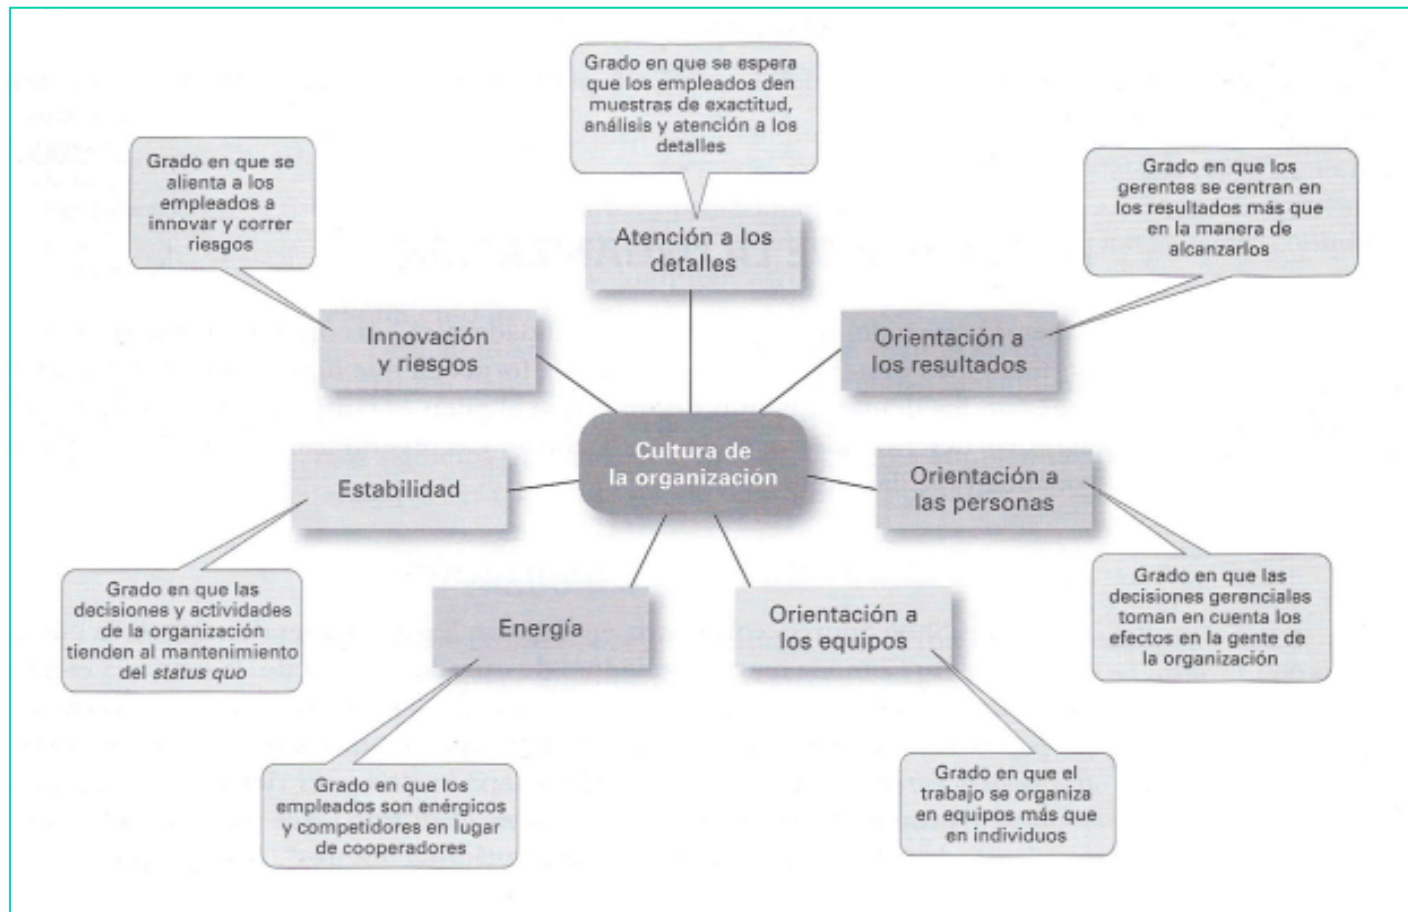 Grado en que se espera
que los empleados den
muestras de exactitud,
análisis y atención a los
detalles
Atención a los
detalles
Grado en que se
alienta a los
empleados a
innovar y correr
riesgos
Innovación
y riesgos
Grado en que los
gerentes se centran en
los resultados más que
en la manera de
alcanzarlos
Orientación a
los resultados
Cultura de
la organización
Estabilidad
Orientación a
las personas
Grado en que las
decisiones y actividades
de la organización
tienden al mantenimiento
del status quo
Energía
Orientación a
los equipos
Grado en que las
decisiones gerenciales
toman en cuenta los
efectos en la gente de
la organización
Grado en que los
empleados son enérgicos
y competidores en lugar
de cooperadores
Grado en que el
trabajo se organiza
en equipos más que
en individuos